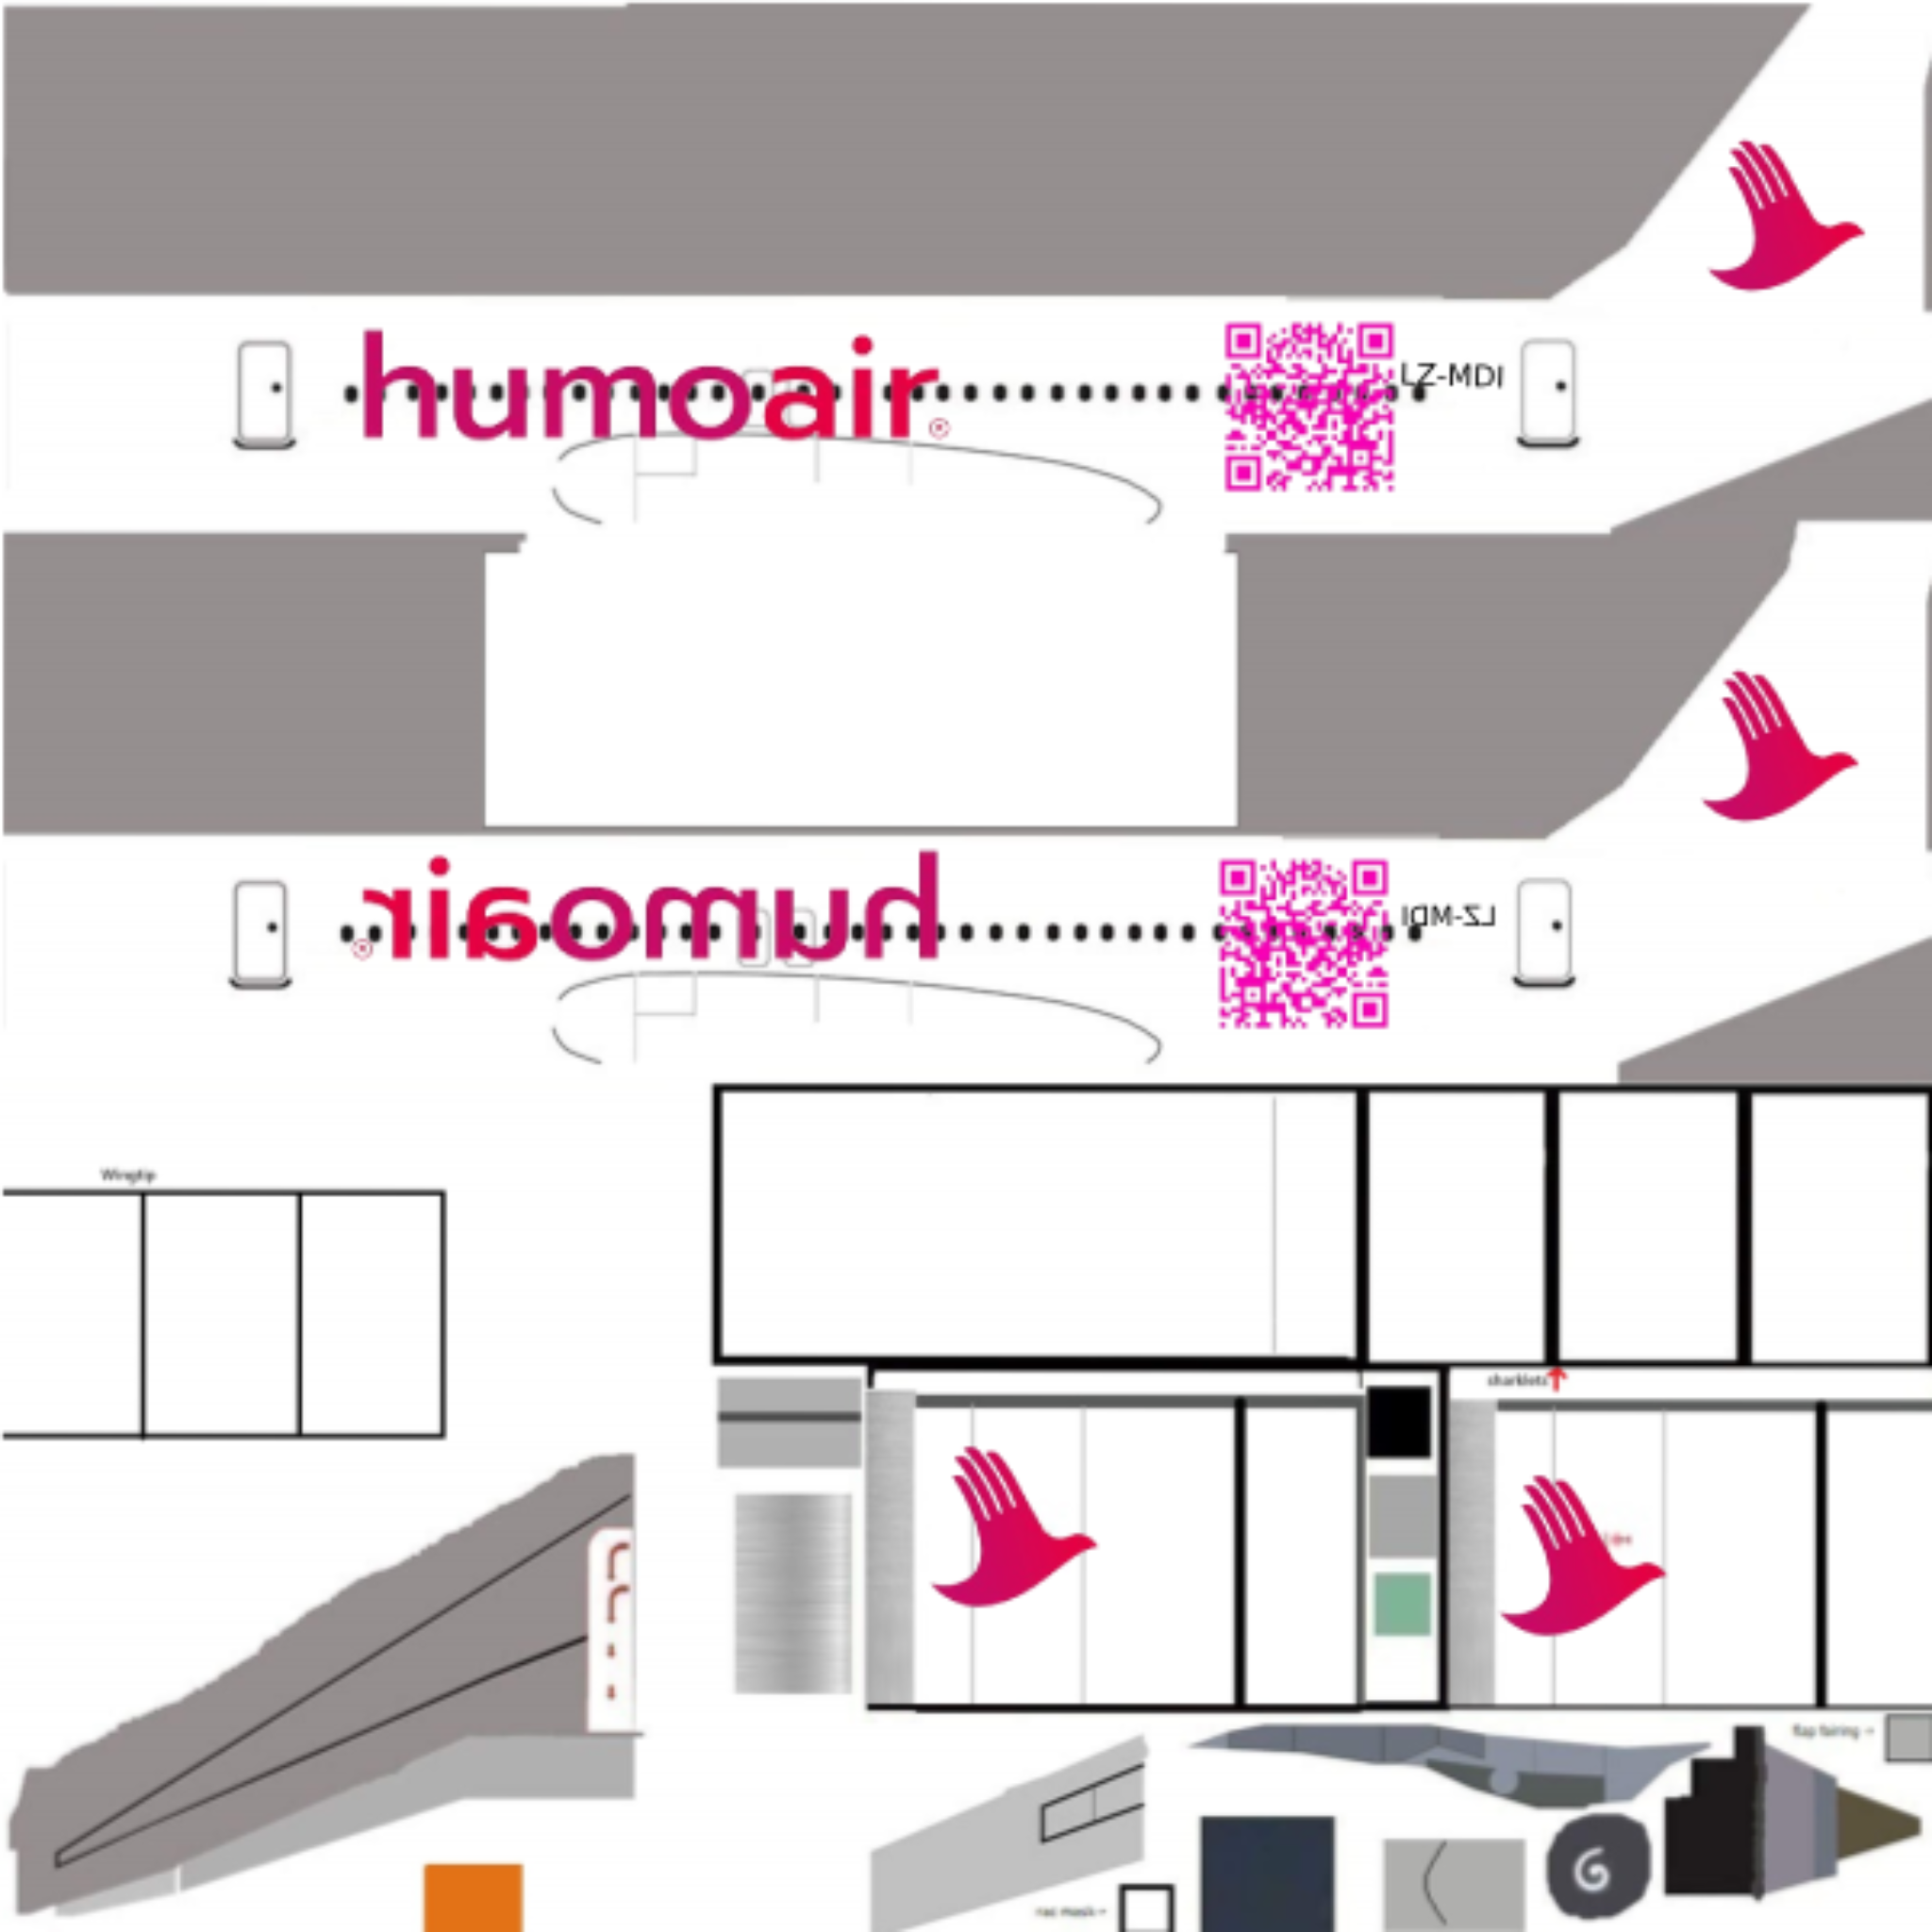 humoair
LZ-MDI
humoair
LZ-MDI
Wingtip
sharklets
flap fairing